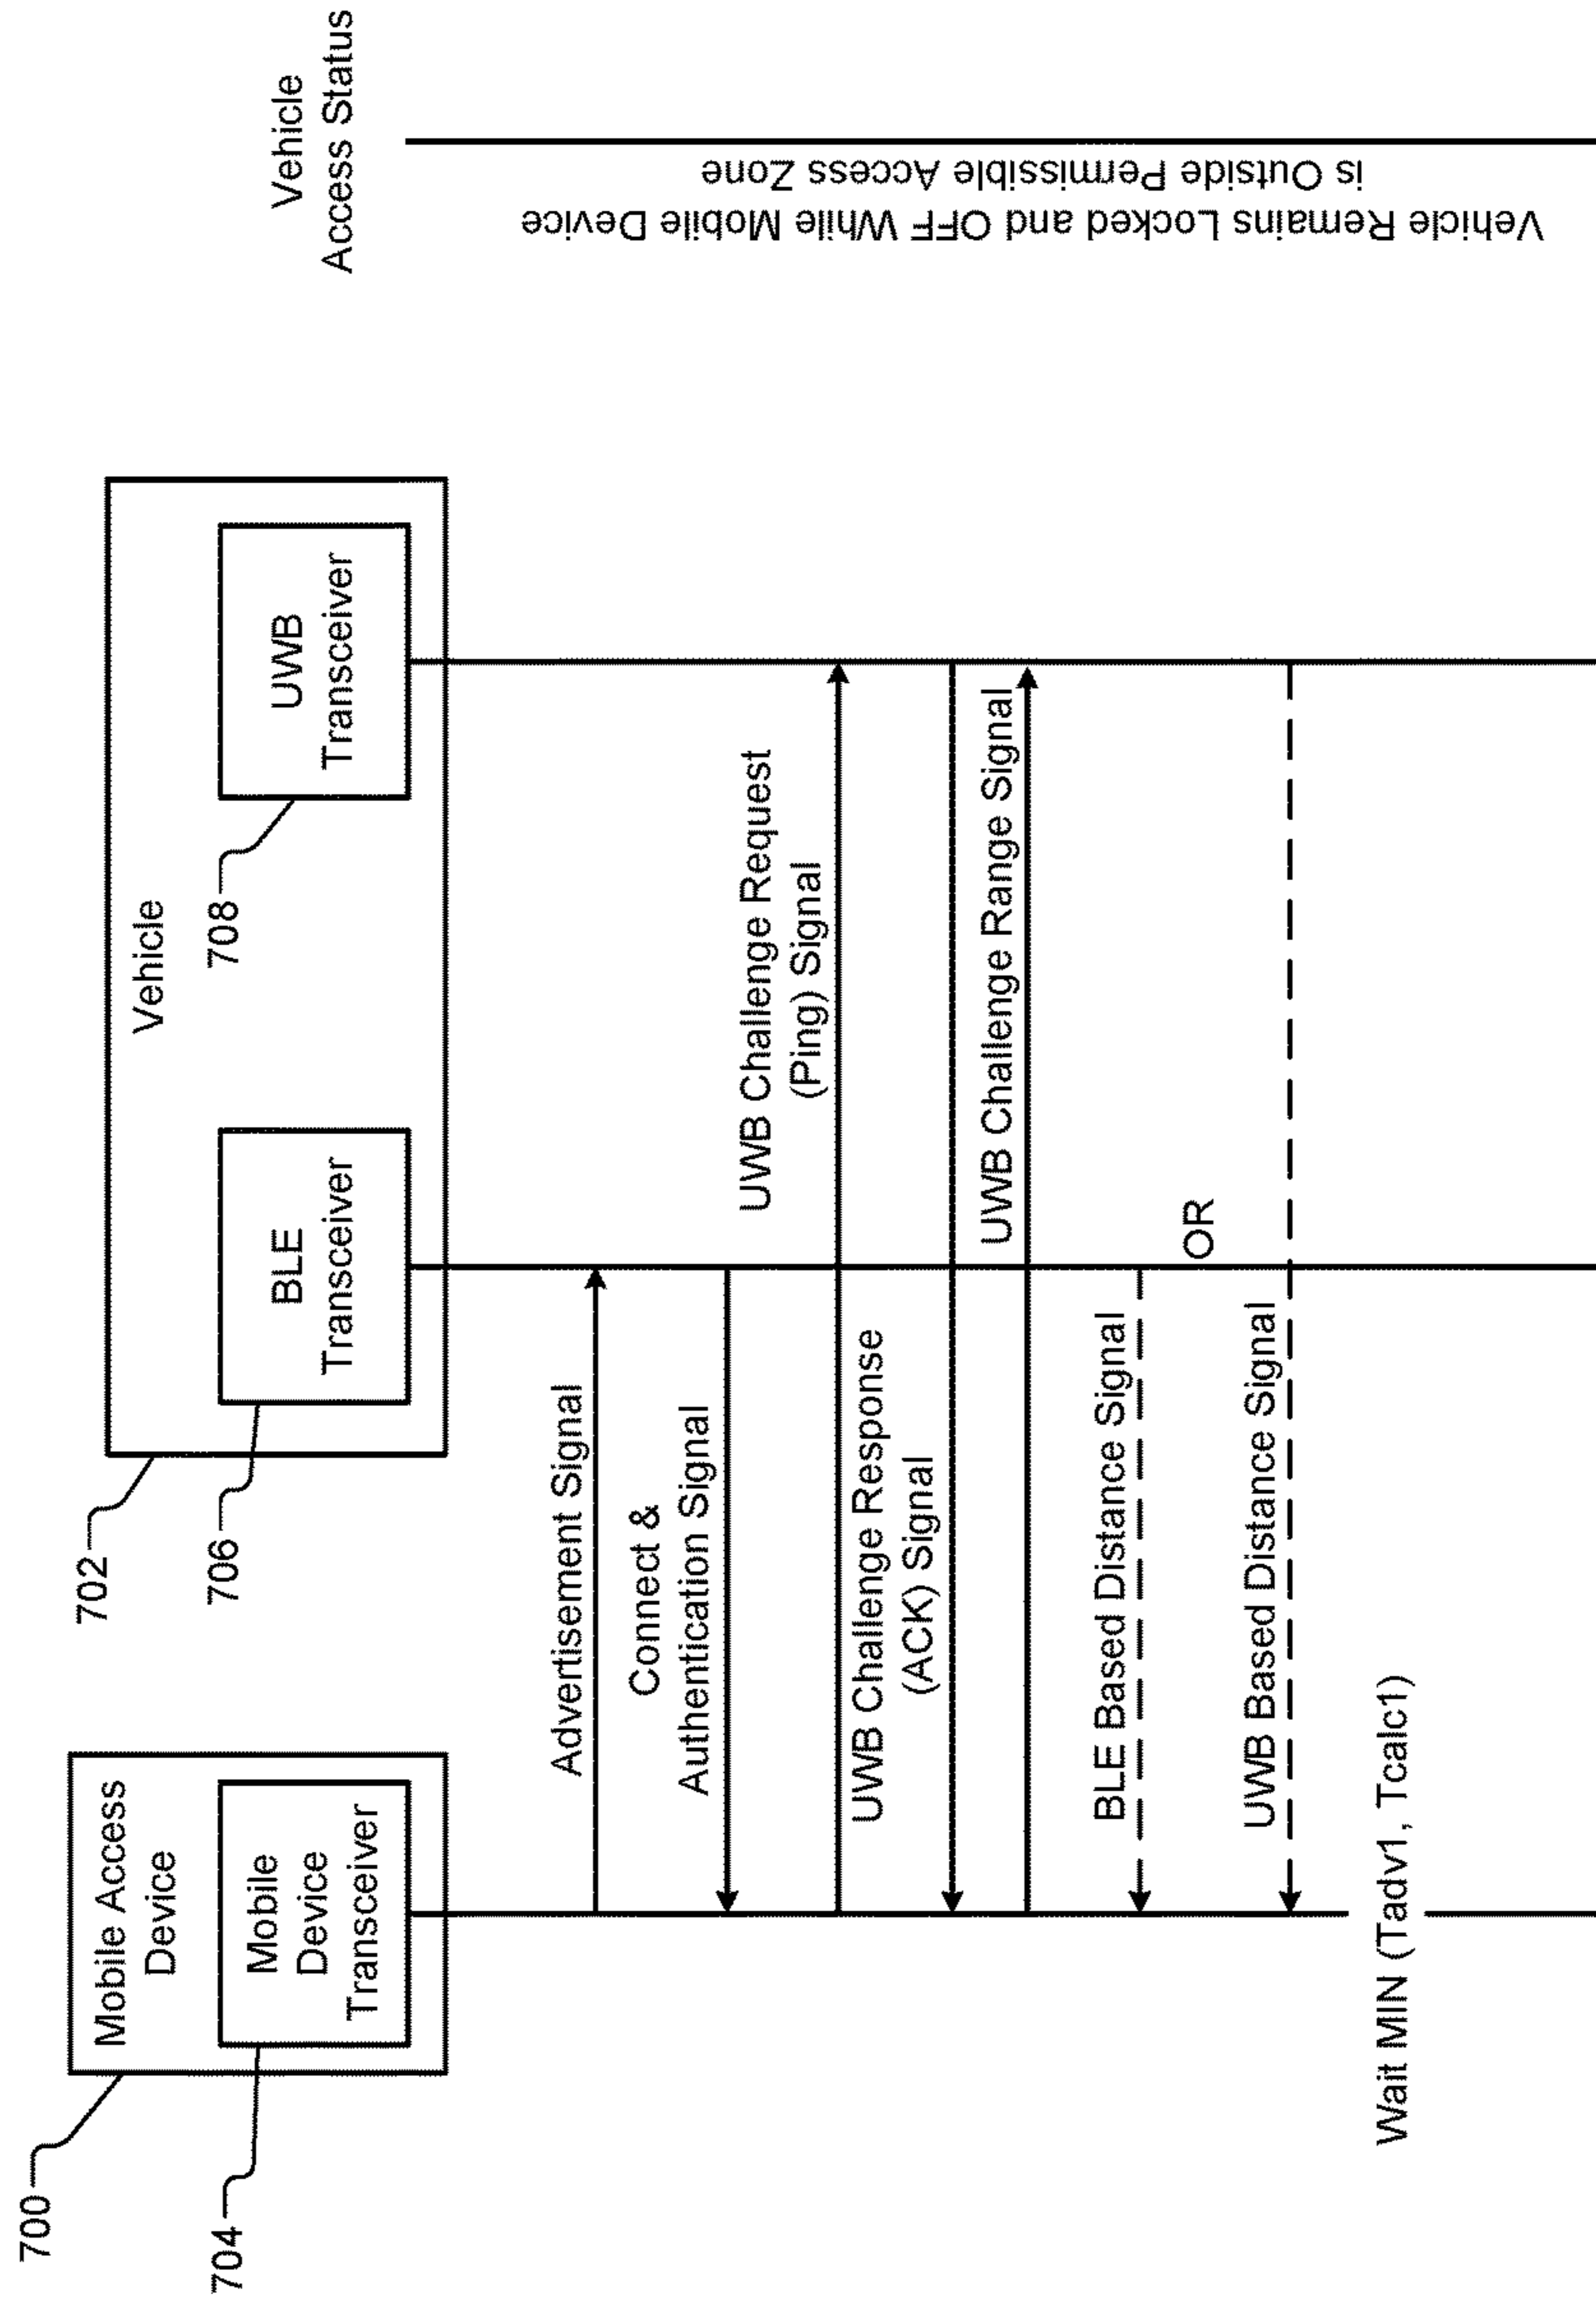 700
Mobile Access
Device
704
Mobile
Device
Transceiver
702
Vehicle
706
BLE
Transceiver
708
UWB
Transceiver
Vehicle
Access Status
Advertisement Signal
Connect &
Authentication Signal
UWB Challenge Request
(Ping) Signal
UWB Challenge Response
(ACK) Signal
UWB Challenge Range Signal
BLE Based Distance Signal
OR
UWB Based Distance Signal
Wait MIN (Tadv1, Tcalc1)
Vehicle Remains Locked and OFF While Mobile Device
is Outside Permissible Access Zone